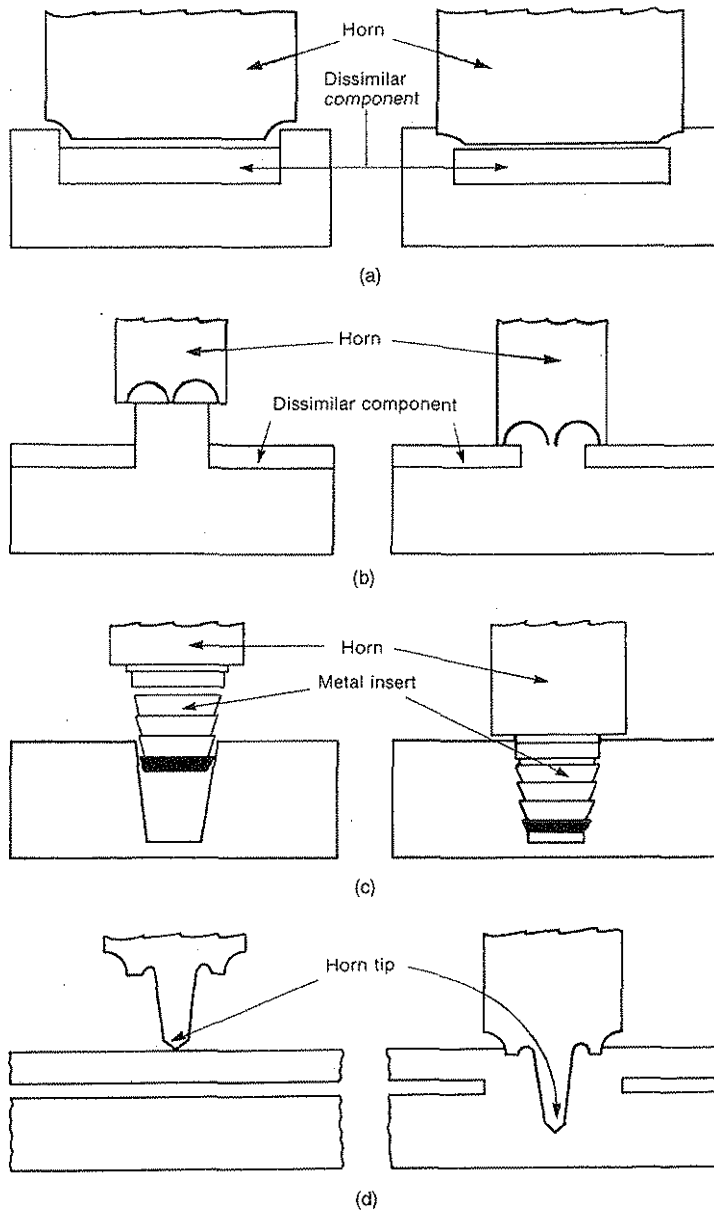 Horn
Dissimilar
component
(a)
Horn
Dissimilar component
(b)
Horn
Metal insert
(c)
Horn tip
(d)